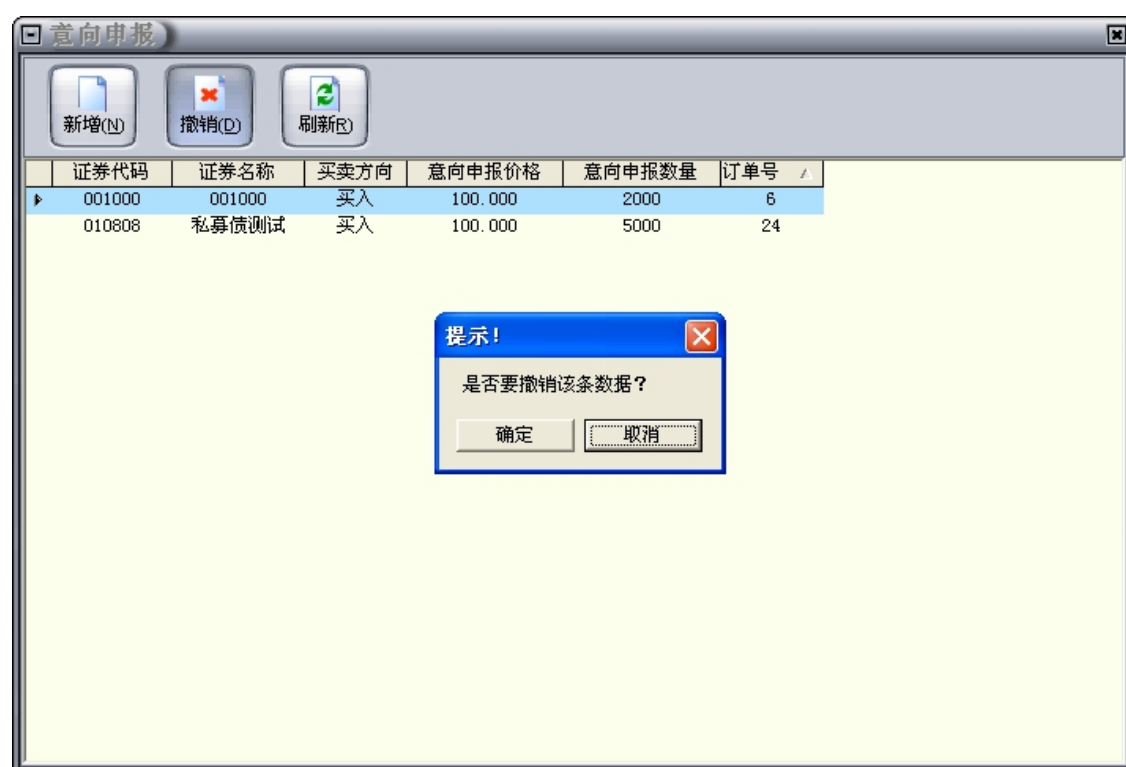 意向申报
新增(N) 撤销(D) 刷新R)
证券代码 证券名称 买卖方向 意向申报价格 意向申报数量 订单号
001000 001000 买入 100.000 2000 6
010808 私募债测试 买入 100.000 5000 24
提示!
是否要撤销该条数据?
确定 取消